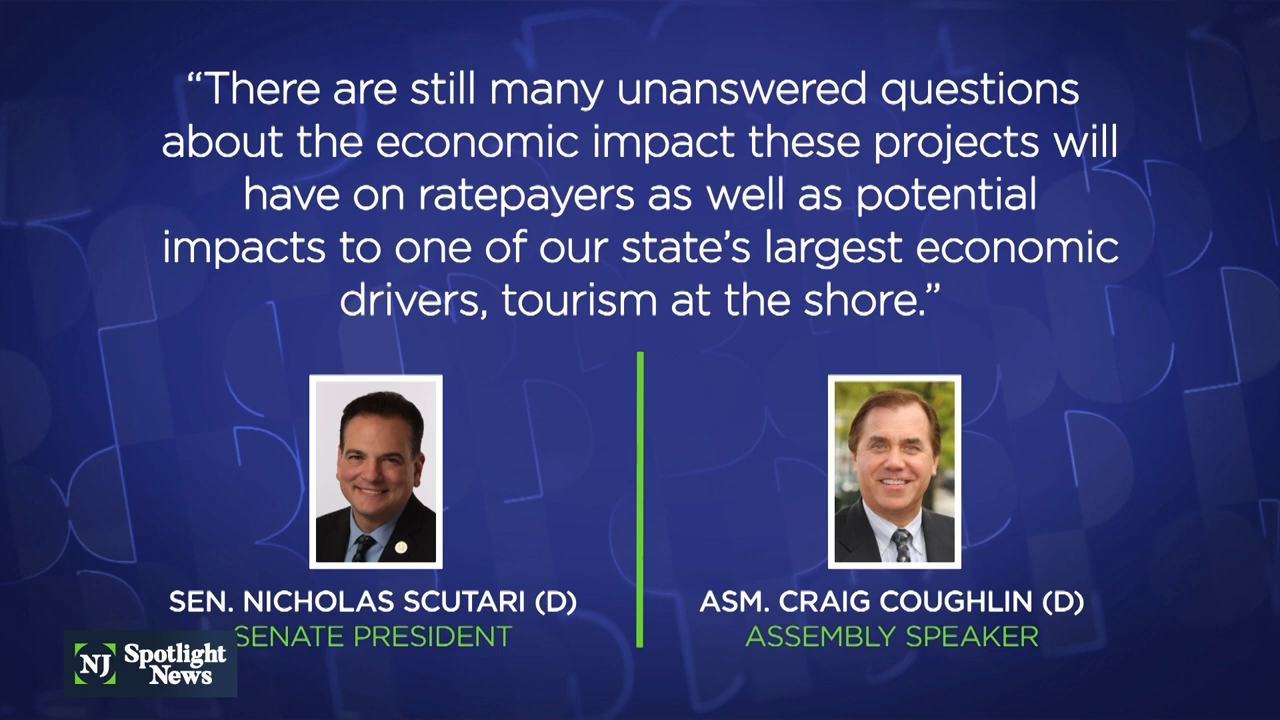 “There are still many unanswered questions
about the economic impact these projects will
have on ratepayers as well as potential
impacts to one of our state’s largest economic
drivers, tourism at the shore.”
SEN. NICHOLAS SCUTARI (D)
SENATE PRESIDENT
ASM. CRAIG COUGHLIN (D)
ASSEMBLY SPEAKER
NJ Spotlight
News